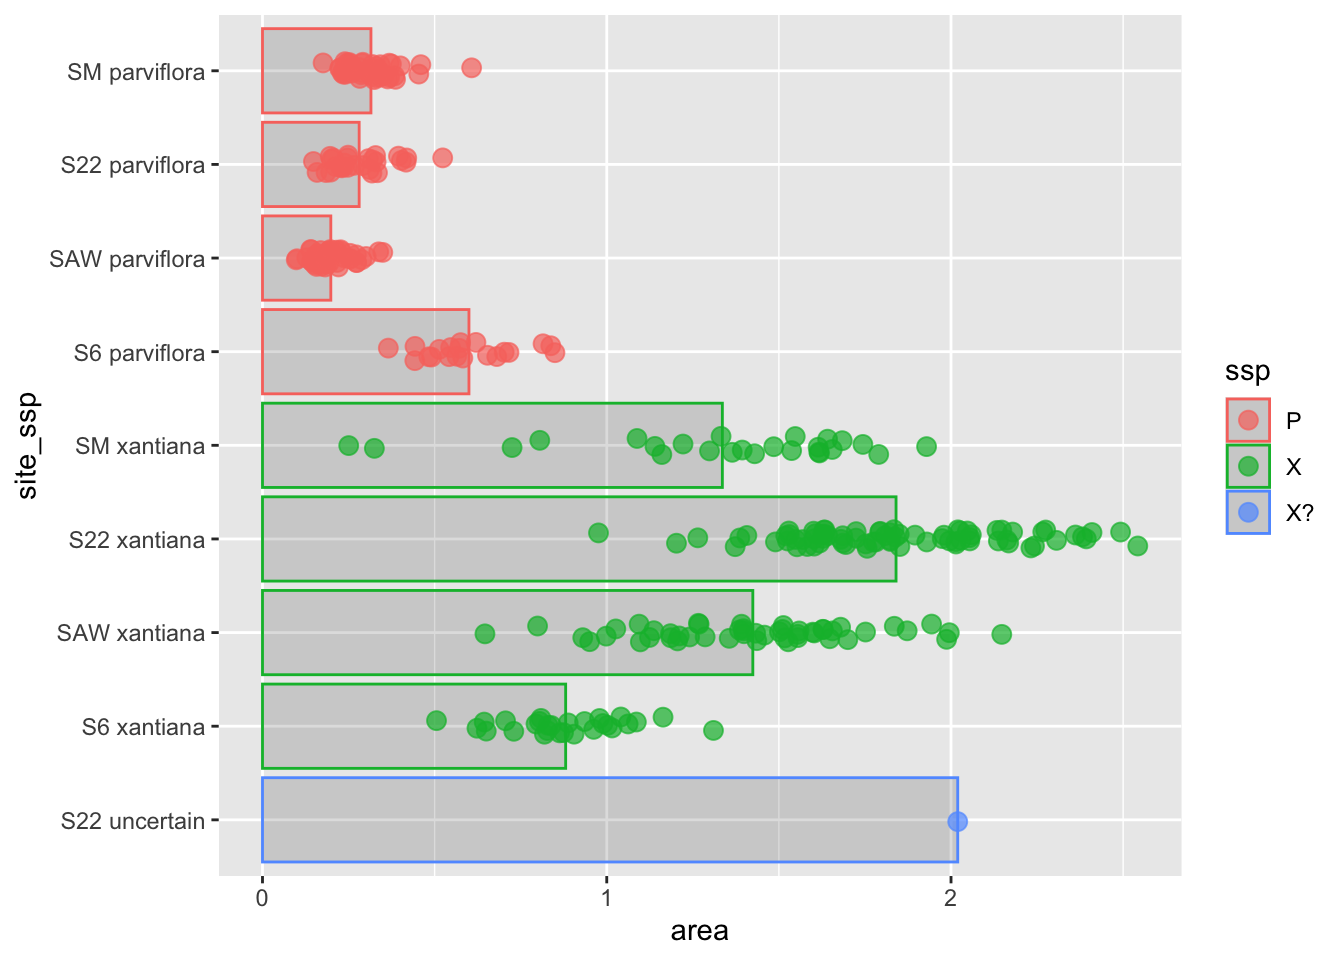 SM parviflora
S22 parviflora
SAW parviflora
S6 parviflora
SM xantiana
S22 xantiana
SAW xantiana
S6 xantiana
S22 uncertain
site_ssp
0 1 2
area
ssp
P
X
X?